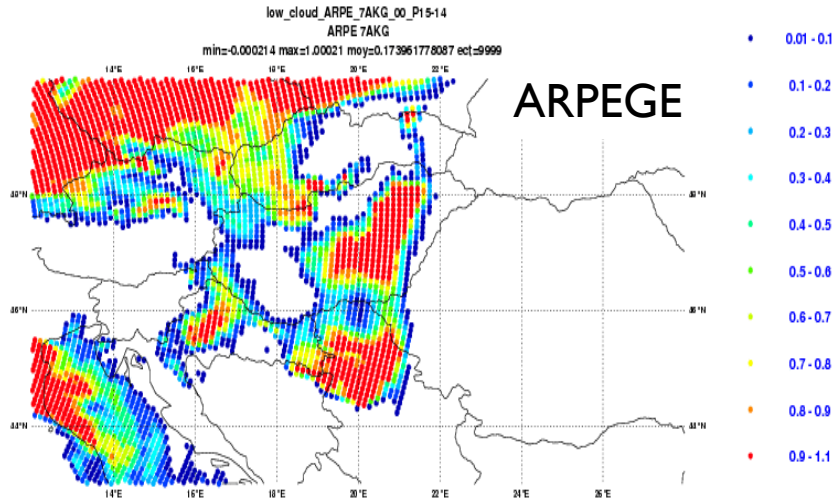 low_cloud_ARPE_7AKG_00_P15-14
ARPE 7AKG
min=-0.000214 max=1.00021 moy=0.173951778087 ect=9999
ARPEGE
14°E 16°E 18°E 20°E 22°E
48°N 48°N
46°N 46°N
44°N 44°N
14°E 16°E 18°E 20°E 22°E 24°E 26°E
0.01 - 0.1
0.1 - 0.2
0.2 - 0.3
0.3 - 0.4
0.4 - 0.5
0.5 - 0.6
0.6 - 0.7
0.7 - 0.8
0.8 - 0.9
0.9 - 1.1